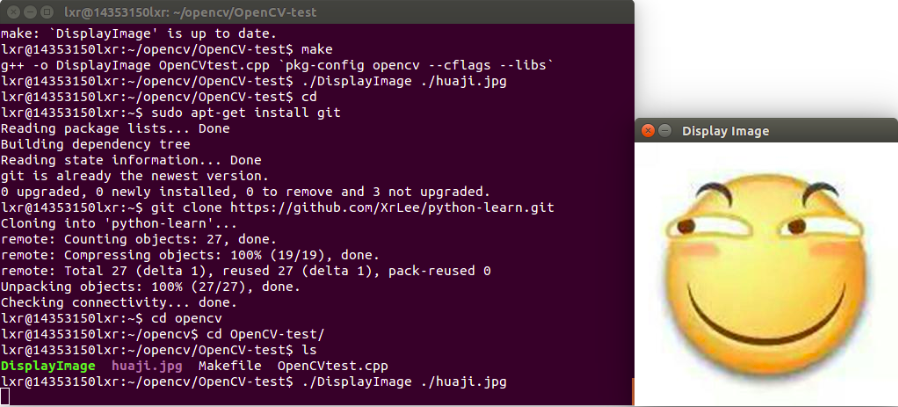 lxr@14353150lxr: ~/opencv/OpenCV-test
make: `DisplayImage' is up to date.
lxr@14353150lxr:~/opencv/OpenCV-test$ make
g++ -o DisplayImage OpenCVtest.cpp `pkg-config opencv --cflags --libs`
lxr@14353150lxr:~/opencv/OpenCV-test$ ./DisplayImage ./huaji.jpg
lxr@14353150lxr:~/opencv/OpenCV-test$ cd
lxr@14353150lxr:~$ sudo apt-get install git
Reading package lists... Done
Building dependency tree
Reading state information... Done
git is already the newest version.
0 upgraded, 0 newly installed, 0 to remove and 3 not upgraded.
lxr@14353150lxr:~$ git clone https://github.com/XrLee/python-learn.git
Cloning into 'python-learn'...
remote: Counting objects: 27, done.
remote: Compressing objects: 100% (19/19), done.
remote: Total 27 (delta 1), reused 27 (delta 1), pack-reused 0
Unpacking objects: 100% (27/27), done.
Checking connectivity... done.
lxr@14353150lxr:~$ cd opencv
lxr@14353150lxr:~/opencv$ cd OpenCV-test/
lxr@14353150lxr:~/opencv/OpenCV-test$ ls
DisplayImage  huaji.jpg  Makefile  OpenCVtest.cpp
lxr@14353150lxr:~/opencv/OpenCV-test$ ./DisplayImage ./huaji.jpg
Display Image